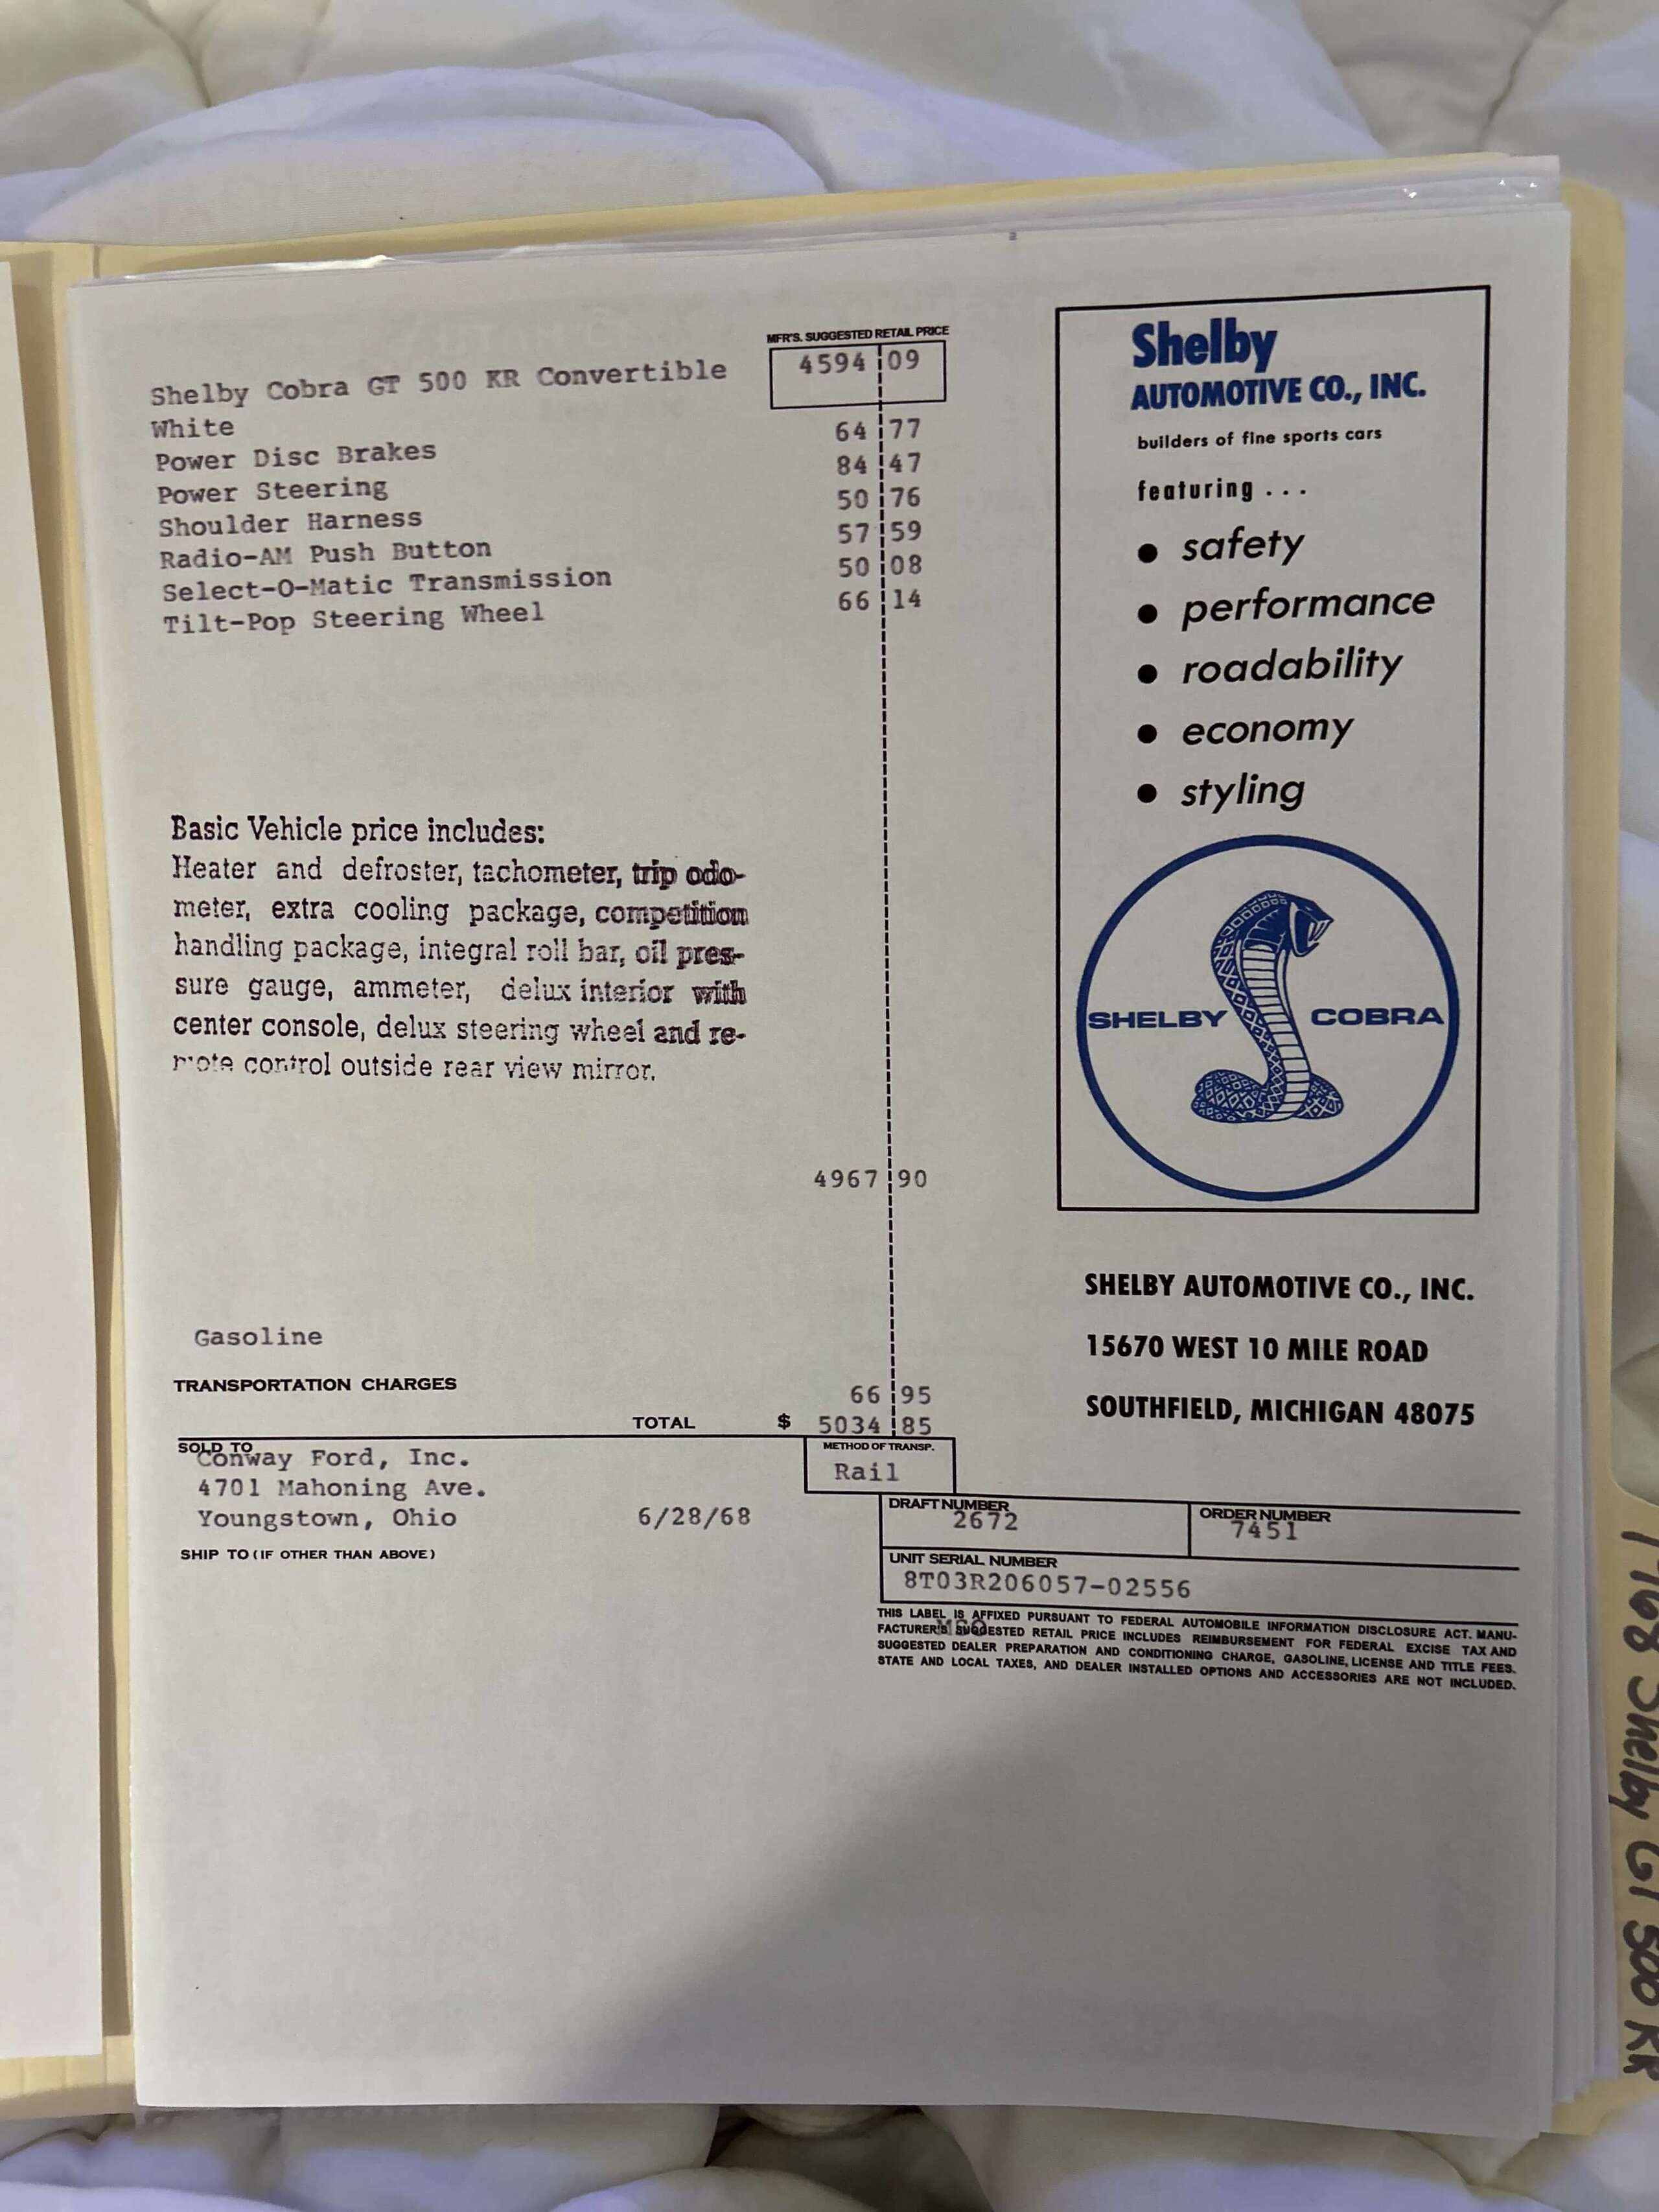 MFR'S. SUGGESTED RETAIL PRICE
Shelby Cobra GT 500 KR Convertible 4594 09
White
Power Disc Brakes 64 77
Power Steering 84 47
Shoulder Harness 50 76
Radio-AM Push Button 57 59
Select-O-Matic Transmission 50 08
Tilt-Pop Steering Wheel 66 14
Basic Vehicle price includes:
Heater and defroster, tachometer, trip odo-
meter, extra cooling package, competition
handling package, integral roll bar, oil pres-
sure gauge, ammeter, delux interior with
center console, delux steering wheel and re-
mote control outside rear view mirror.
4967 90
Gasoline
TRANSPORTATION CHARGES 66 95
TOTAL $ 5034 85
SOLD TO
Conway Ford, Inc.
4701 Mahoning Ave.
Youngstown, Ohio 6/28/68
SHIP TO (IF OTHER THAN ABOVE)
METHOD OF TRANSP.
Rail
DRAFT NUMBER
2672
ORDER NUMBER
7451
UNIT SERIAL NUMBER
8T03R206057-02556
MSO
THIS LABEL IS AFFIXED PURSUANT TO FEDERAL AUTOMOBILE INFORMATION DISCLOSURE ACT. MANU-
FACTURER'S SUGGESTED RETAIL PRICE INCLUDES REIMBURSEMENT FOR FEDERAL EXCISE TAX AND
SUGGESTED DEALER PREPARATION AND CONDITIONING CHARGE, GASOLINE, LICENSE AND TITLE FEES.
STATE AND LOCAL TAXES, AND DEALER INSTALLED OPTIONS AND ACCESSORIES ARE NOT INCLUDED.
Shelby
AUTOMOTIVE CO., INC.
builders of fine sports cars
featuring . . .
• safety
• performance
• roadability
• economy
• styling
SHELBY COBRA
SHELBY AUTOMOTIVE CO., INC.
15670 WEST 10 MILE ROAD
SOUTHFIELD, MICHIGAN 48075
1968 Shelby GT 500 KR